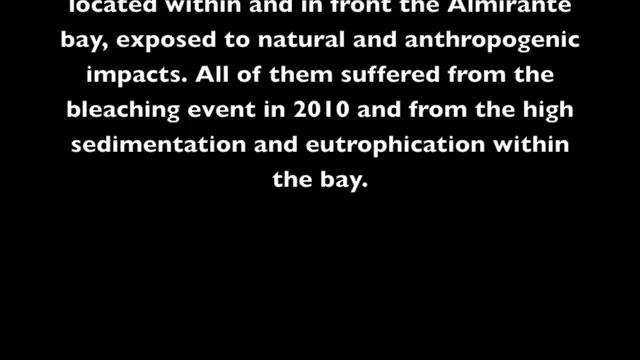 located within and in front the Almirante
bay, exposed to natural and anthropogenic
impacts. All of them suffered from the
bleaching event in 2010 and from the high
sedimentation and eutrophication within
the bay.